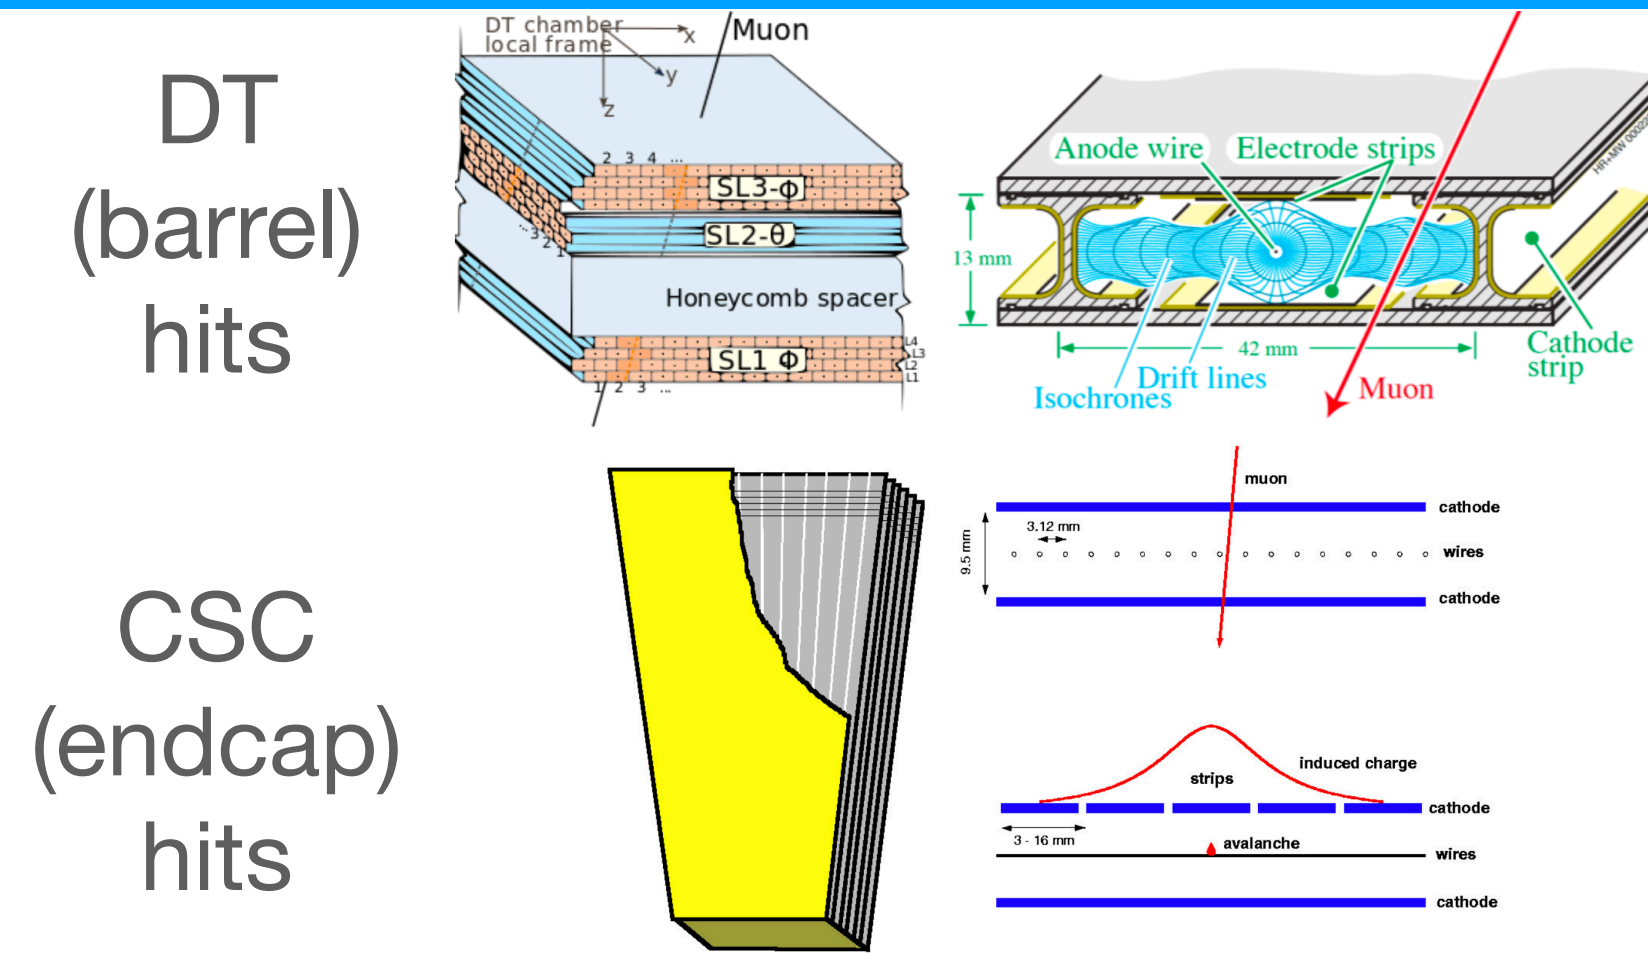 DT
(barrel)
hits
DT chamber
local frame
x
y
z
Muon
2 3 4 ...
SL3-Φ
SL2-θ
...
3
2
1
Honeycomb spacer
SL1 Φ
L4
L3
L2
L1
1 2 3 ...
Anode wire
Electrode strips
13 mm
42 mm
Isochrones
Drift lines
Muon
Cathode
strip
CSC
(endcap)
hits
muon
cathode
3.12 mm
9.5 mm
wires
cathode
induced charge
strips
cathode
3 - 16 mm
avalanche
wires
cathode